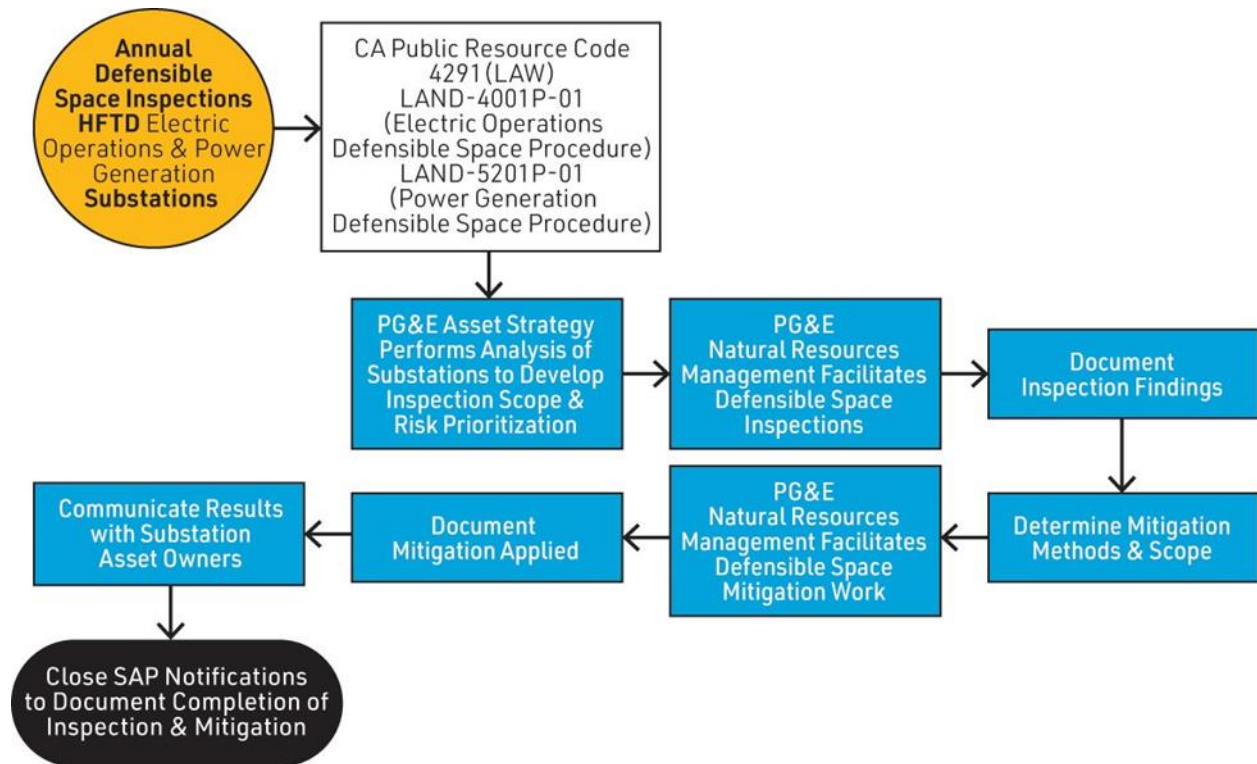 Annual
Defensible
Space Inspections
HFTD Electric
Operations & Power
Generation
Substations
CA Public Resource Code
4291 (LAW)
LAND-4001P-01
(Electric Operations
Defensible Space Procedure)
LAND-5201P-01
(Power Generation
Defensible Space Procedure)
PG&E Asset Strategy
Performs Analysis of
Substations to Develop
Inspection Scope &
Risk Prioritization
PG&E
Natural Resources
Management Facilitates
Defensible Space
Inspections
Document
Inspection Findings
Determine Mitigation
Methods & Scope
PG&E
Natural Resources
Management Facilitates
Defensible Space
Mitigation Work
Document
Mitigation Applied
Communicate Results
with Substation
Asset Owners
Close SAP Notifications
to Document Completion of
Inspection & Mitigation